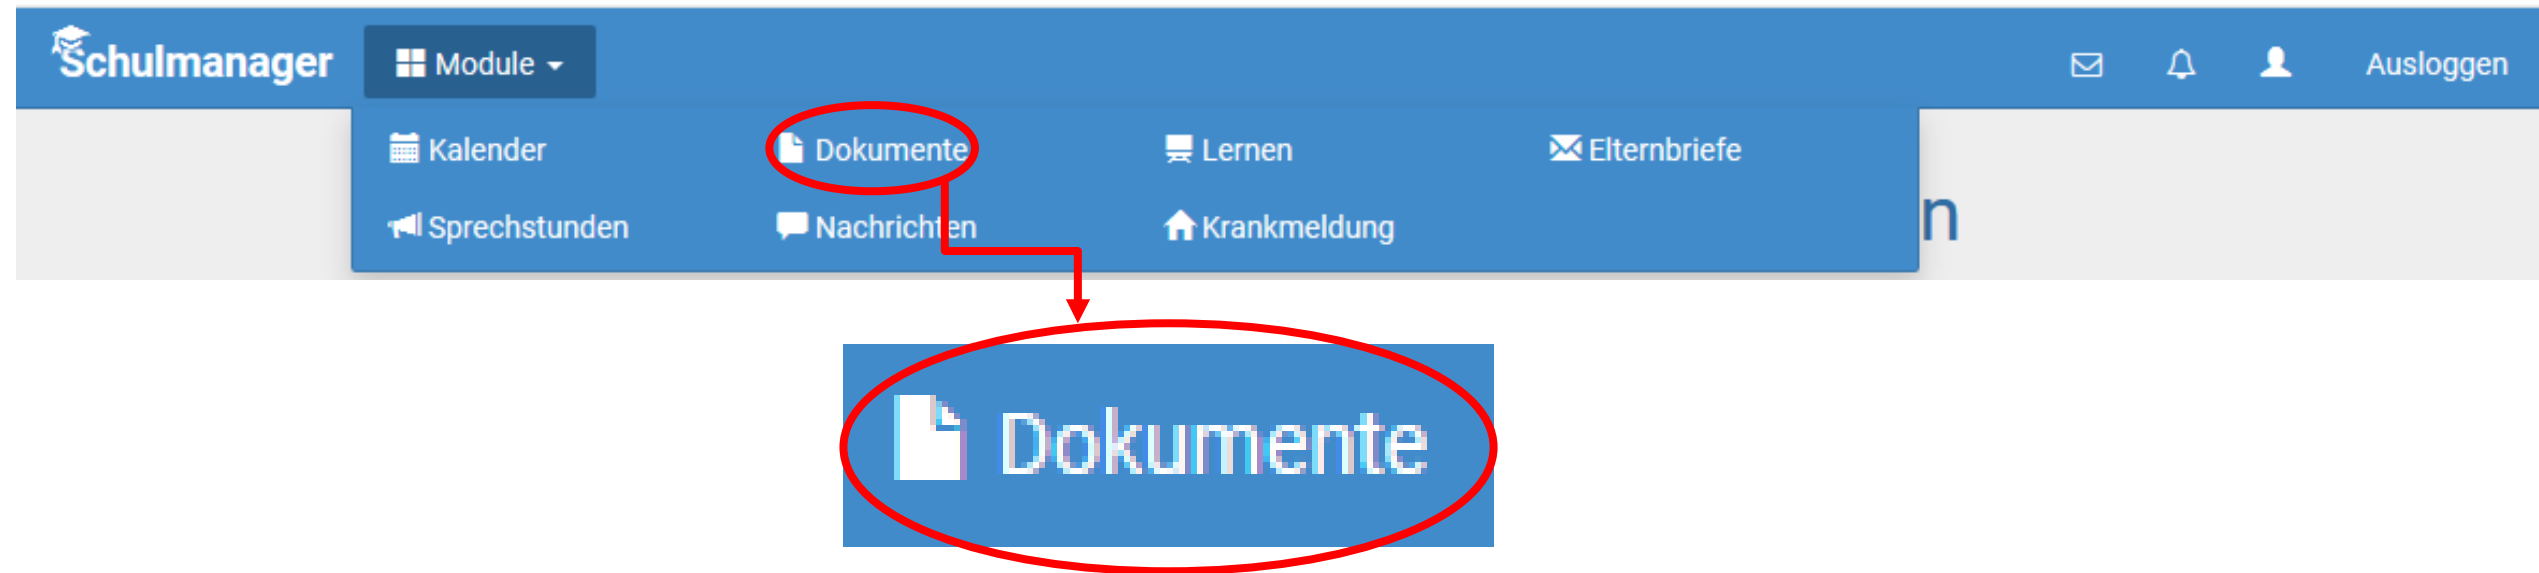 Schulmanager Module Ausloggen
Kalender Dokumente Lernen Elternbriefe
Sprechstunden Nachrichten Krankmeldung
n
Dokumente